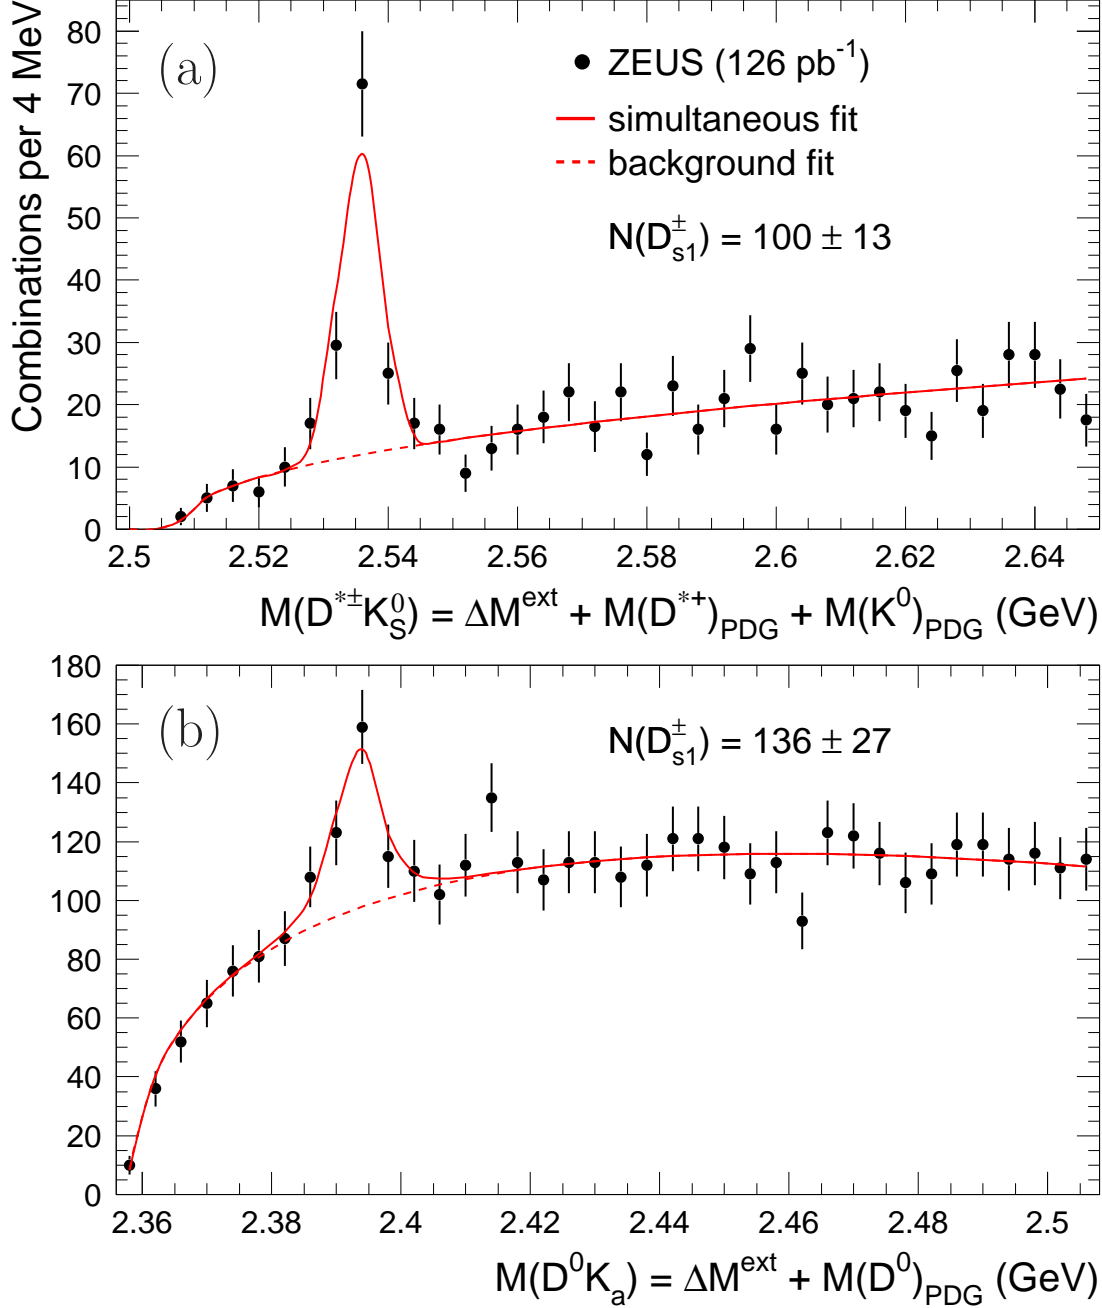 Combinations per 4 MeV
80
70
60
50
40
30
20
10
0
(a)
ZEUS (126 pb⁻¹)
simultaneous fit
background fit
N(D±s1) = 100 ± 13
2.5 2.52 2.54 2.56 2.58 2.6 2.62 2.64
M(D*±K⁰S) = ΔMᵉˣᵗ + M(D*⁺)PDG + M(K⁰)PDG (GeV)
180
160
140
120
100
80
60
40
20
0
(b)
N(D±s1) = 136 ± 27
2.36 2.38 2.4 2.42 2.44 2.46 2.48 2.5
M(D⁰Ka) = ΔMᵉˣᵗ + M(D⁰)PDG (GeV)